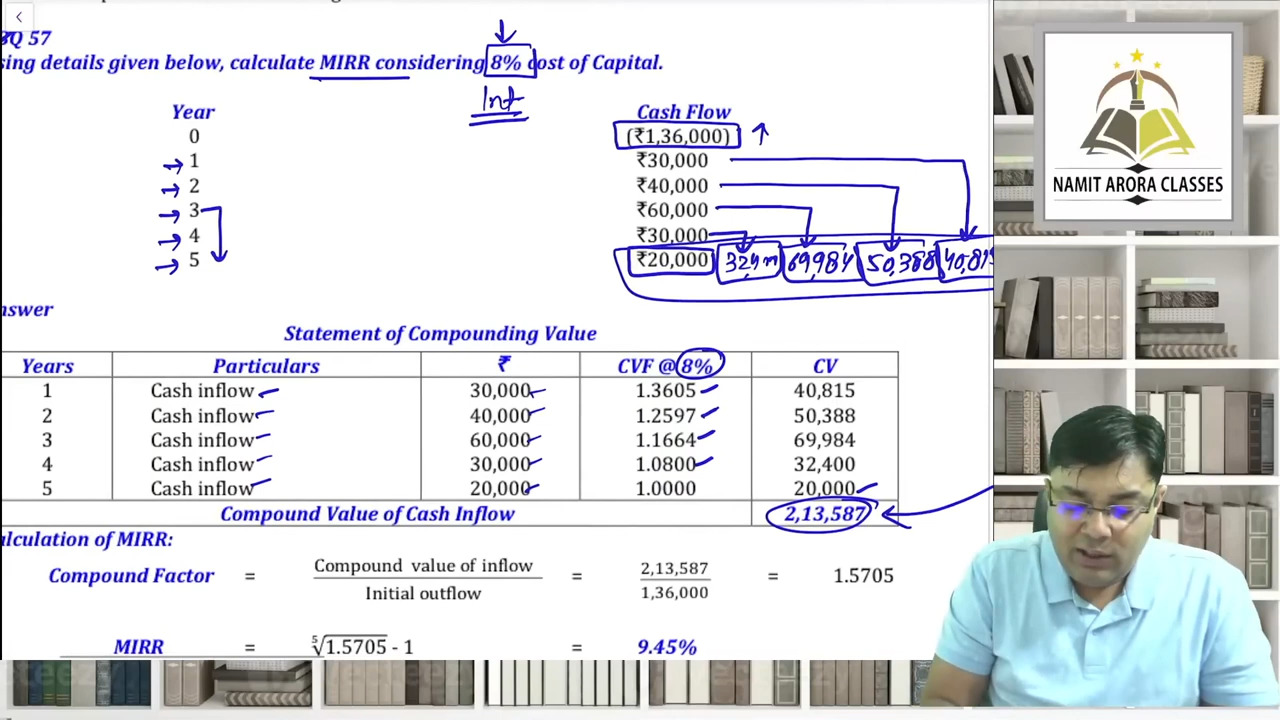 BQ 57
sing details given below, calculate MIRR considering 8% cost of Capital.
Int
Year Cash Flow
0 (₹1,36,000)
1 ₹30,000
2 ₹40,000
3 ₹60,000
4 ₹30,000
5 ₹20,000 69,984 50,388 40,815
nswer
Statement of Compounding Value
Years Particulars ₹ CVF @ 8% CV
1 Cash inflow 30,000 1.3605 40,815
2 Cash inflow 40,000 1.2597 50,388
3 Cash inflow 60,000 1.1664 69,984
4 Cash inflow 30,000 1.0800 32,400
5 Cash inflow 20,000 1.0000 20,000
Compound Value of Cash Inflow 2,13,587
alculation of MIRR:
Compound Factor = Compound value of inflow / Initial outflow = 2,13,587 / 1,36,000 = 1.5705
MIRR = ⁵√1.5705 - 1 = 9.45%
NAMIT ARORA CLASSES